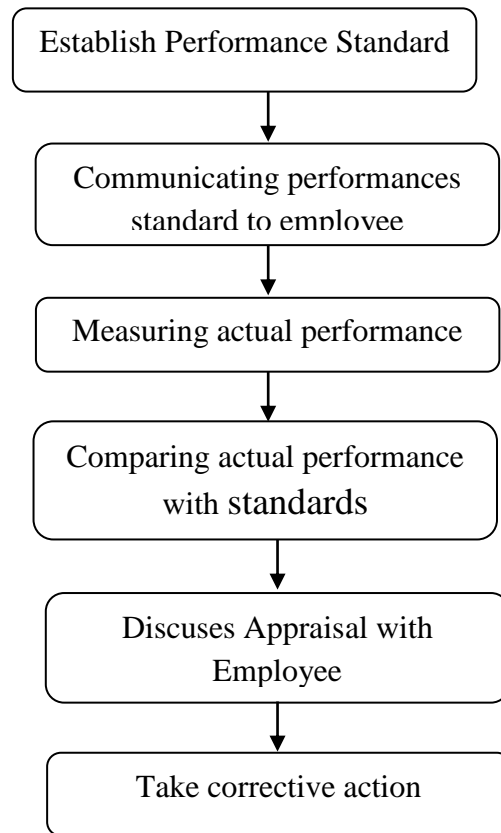 Establish Performance Standard
Communicating performances
standard to employee
Measuring actual performance
Comparing actual performance
with standards
Discuses Appraisal with
Employee
Take corrective action